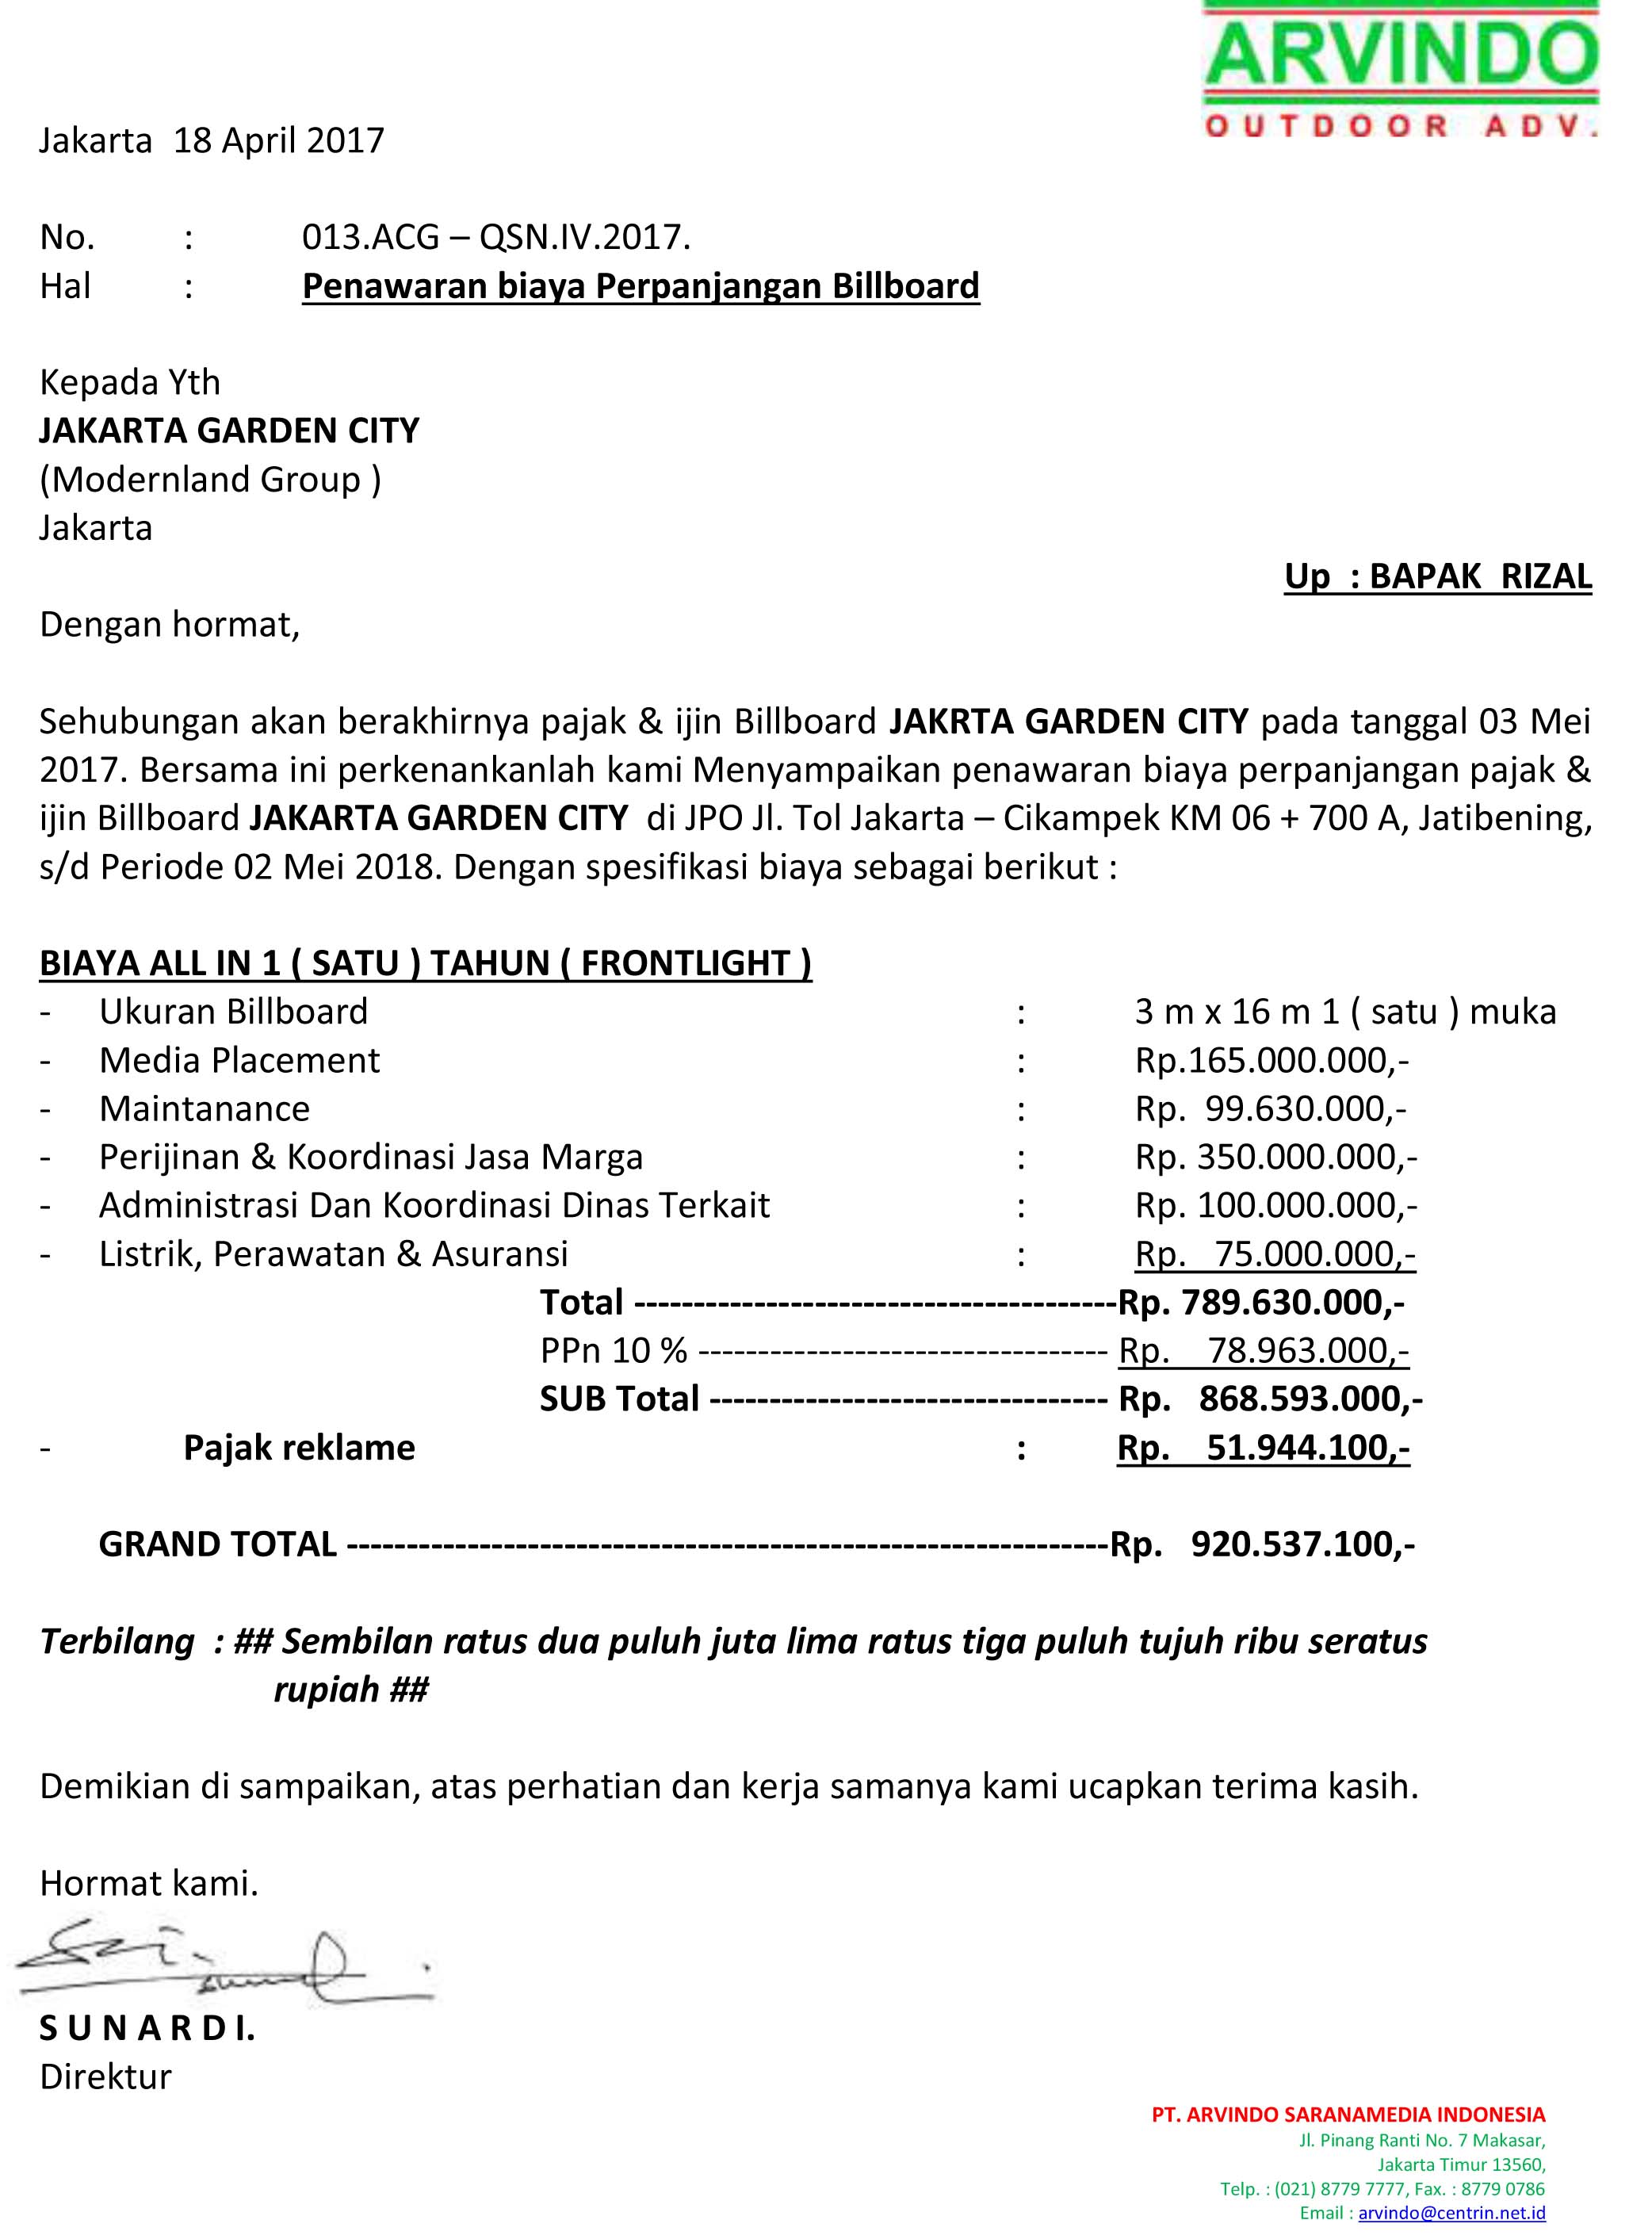 ARVINDO
OUTDOOR ADV.
Jakarta  18 April 2017
No. : 013.ACG – QSN.IV.2017.
Hal : Penawaran biaya Perpanjangan Billboard
Kepada Yth
JAKARTA GARDEN CITY
(Modernland Group )
Jakarta
Up  : BAPAK  RIZAL
Dengan hormat,
Sehubungan akan berakhirnya pajak & ijin Billboard JAKRTA GARDEN CITY pada tanggal 03 Mei
2017. Bersama ini perkenankanlah kami Menyampaikan penawaran biaya perpanjangan pajak &
ijin Billboard JAKARTA GARDEN CITY  di JPO Jl. Tol Jakarta – Cikampek KM 06 + 700 A, Jatibening,
s/d Periode 02 Mei 2018. Dengan spesifikasi biaya sebagai berikut :
BIAYA ALL IN 1 ( SATU ) TAHUN ( FRONTLIGHT )
- Ukuran Billboard : 3 m x 16 m 1 ( satu ) muka
- Media Placement : Rp.165.000.000,-
- Maintanance : Rp.  99.630.000,-
- Perijinan & Koordinasi Jasa Marga : Rp. 350.000.000,-
- Administrasi Dan Koordinasi Dinas Terkait : Rp. 100.000.000,-
- Listrik, Perawatan & Asuransi : Rp.   75.000.000,-
Total -----------------------------------------Rp. 789.630.000,-
PPn 10 % ----------------------------------- Rp.    78.963.000,-
SUB Total ---------------------------------- Rp.   868.593.000,-
- Pajak reklame : Rp.    51.944.100,-
GRAND TOTAL -----------------------------------------------------------------Rp.   920.537.100,-
Terbilang  : ## Sembilan ratus dua puluh juta lima ratus tiga puluh tujuh ribu seratus
rupiah ##
Demikian di sampaikan, atas perhatian dan kerja samanya kami ucapkan terima kasih.
Hormat kami.
S U N A R D I.
Direktur
PT. ARVINDO SARANAMEDIA INDONESIA
Jl. Pinang Ranti No. 7 Makasar,
Jakarta Timur 13560,
Telp. : (021) 8779 7777, Fax. : 8779 0786
Email : arvindo@centrin.net.id